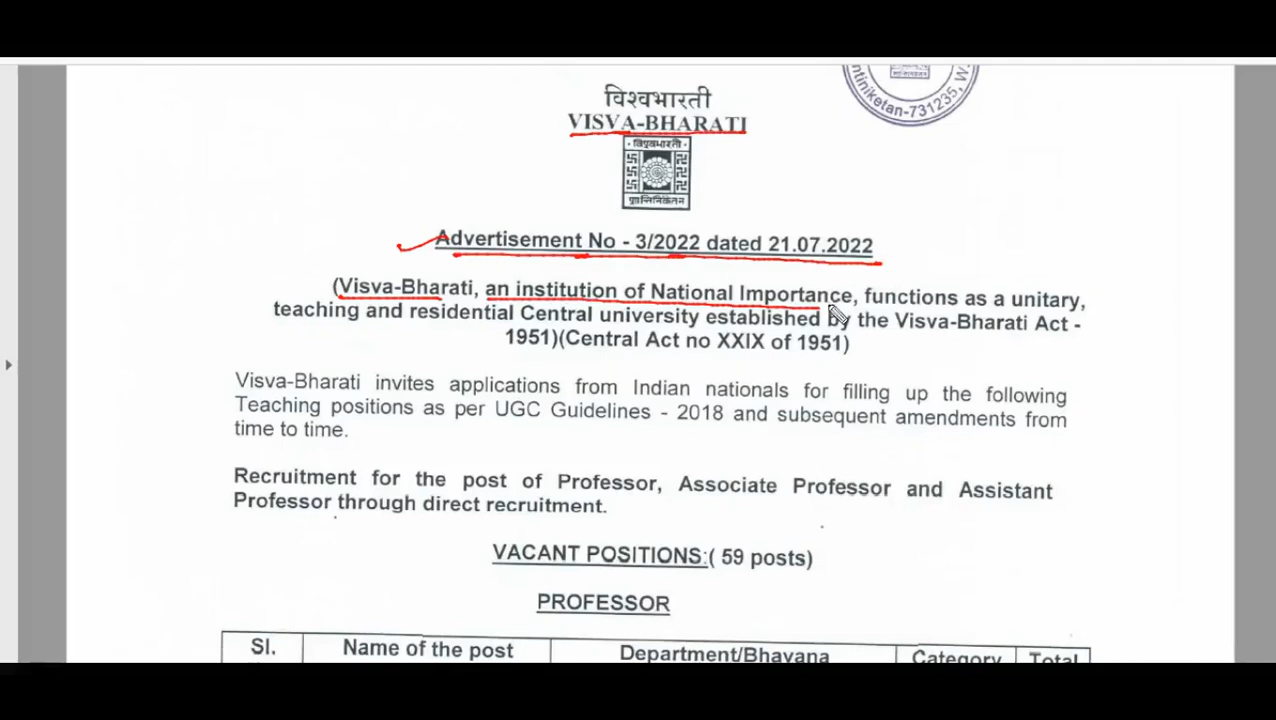 ntiniketan-731235, W.
विश्वभारती
VISVA-BHARATI
विश्वभारती
Advertisement No - 3/2022 dated 21.07.2022
(Visva-Bharati, an institution of National Importance, functions as a unitary,
teaching and residential Central university established by the Visva-Bharati Act -
1951)(Central Act no XXIX of 1951)
Visva-Bharati invites applications from Indian nationals for filling up the following
Teaching positions as per UGC Guidelines - 2018 and subsequent amendments from
time to time.
Recruitment for the post of Professor, Associate Professor and Assistant
Professor through direct recruitment.
VACANT POSITIONS:( 59 posts)
PROFESSOR
Sl.
Name of the post
Department/Bhavana
Category
Total